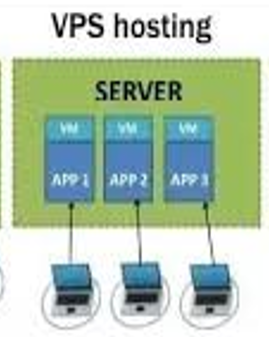 VPS hosting
SERVER
VM VM VM
APP 1 APP 2 APP 3